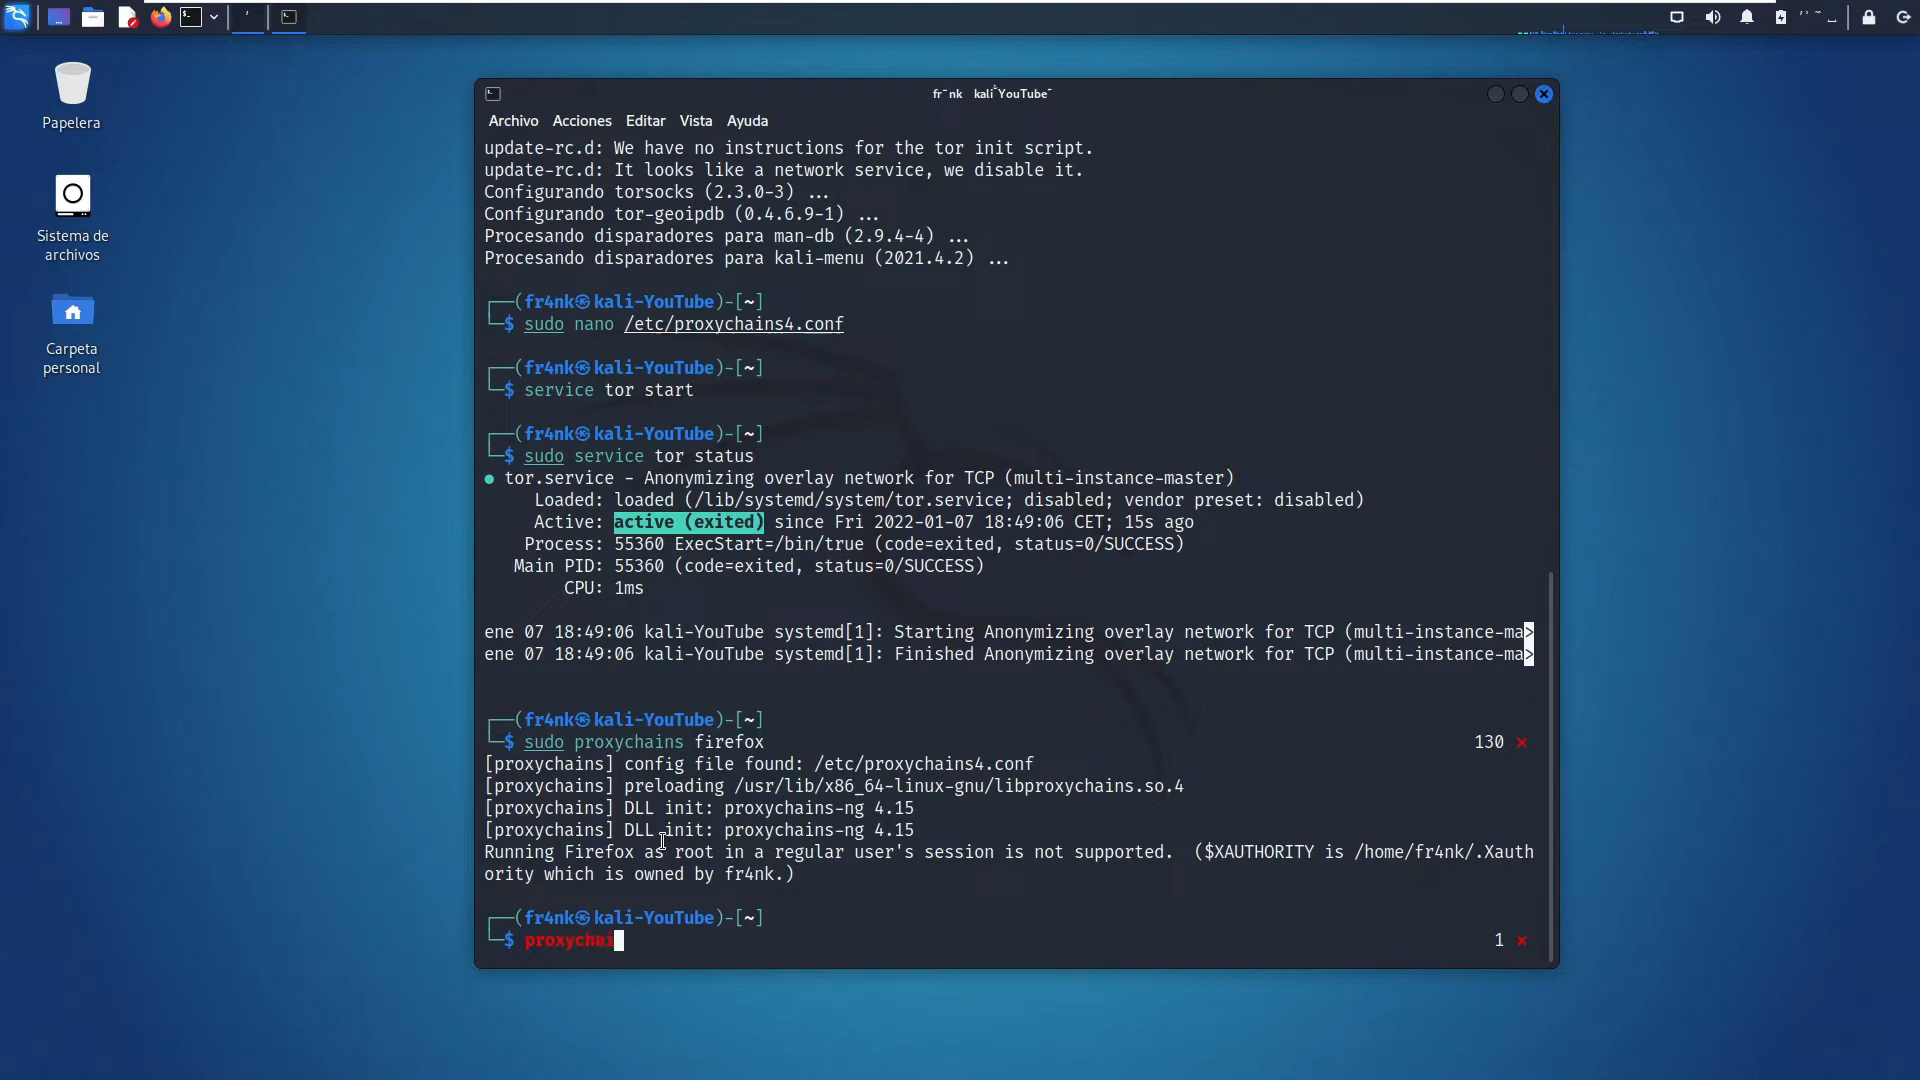 fr nk kali YouTube
Archivo Acciones Editar Vista Ayuda
Papelera
Sistema de
archivos
Carpeta
personal
update-rc.d: We have no instructions for the tor init script.
update-rc.d: It looks like a network service, we disable it.
Configurando torsocks (2.3.0-3) ...
Configurando tor-geoipdb (0.4.6.9-1) ...
Procesando disparadores para man-db (2.9.4-4) ...
Procesando disparadores para kali-menu (2021.4.2) ...
┌──(fr4nk㉿kali-YouTube)-[~]
└─$ sudo nano /etc/proxychains4.conf
┌──(fr4nk㉿kali-YouTube)-[~]
└─$ service tor start
┌──(fr4nk㉿kali-YouTube)-[~]
└─$ sudo service tor status
● tor.service - Anonymizing overlay network for TCP (multi-instance-master)
Loaded: loaded (/lib/systemd/system/tor.service; disabled; vendor preset: disabled)
Active: active (exited) since Fri 2022-01-07 18:49:06 CET; 15s ago
Process: 55360 ExecStart=/bin/true (code=exited, status=0/SUCCESS)
Main PID: 55360 (code=exited, status=0/SUCCESS)
CPU: 1ms
ene 07 18:49:06 kali-YouTube systemd[1]: Starting Anonymizing overlay network for TCP (multi-instance-ma>
ene 07 18:49:06 kali-YouTube systemd[1]: Finished Anonymizing overlay network for TCP (multi-instance-ma>
┌──(fr4nk㉿kali-YouTube)-[~]
└─$ sudo proxychains firefox 130 ⨯
[proxychains] config file found: /etc/proxychains4.conf
[proxychains] preloading /usr/lib/x86_64-linux-gnu/libproxychains.so.4
[proxychains] DLL init: proxychains-ng 4.15
[proxychains] DLL init: proxychains-ng 4.15
Running Firefox as root in a regular user's session is not supported.  ($XAUTHORITY is /home/fr4nk/.Xauth
ority which is owned by fr4nk.)
┌──(fr4nk㉿kali-YouTube)-[~]
└─$ proxychai 1 ⨯